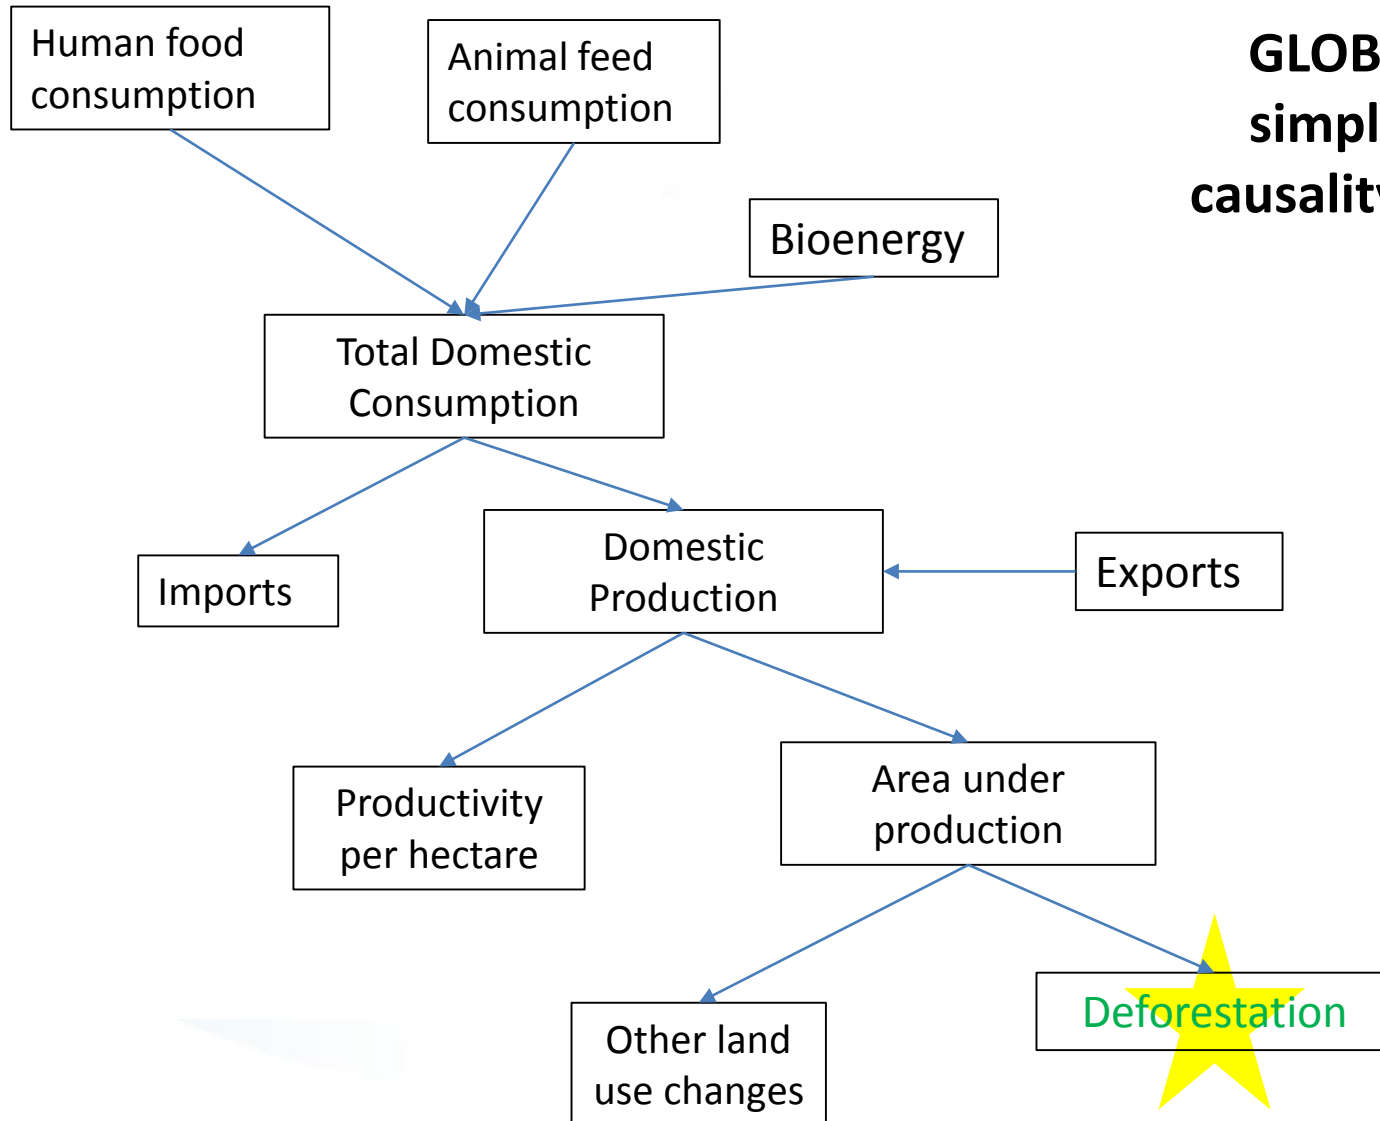 Human food
consumption
Animal feed
consumption
GLOB
simpl
causality
Bioenergy
Total Domestic
Consumption
Imports
Domestic
Production
Exports
Productivity
per hectare
Area under
production
Other land
use changes
Deforestation